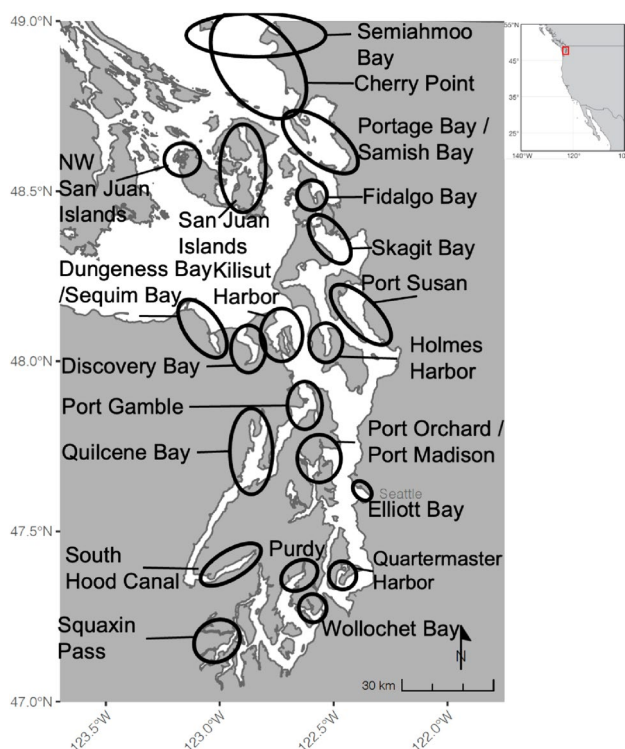 49.0°N
Semiahmoo
Bay
Cherry Point
55°N
45°
35°
25°
140°W
120°
100°
Portage Bay /
Samish Bay
NW
San Juan
Islands
48.5°N
San Juan
Islands
Fidalgo Bay
Skagit Bay
Dungeness Bay
/Sequim Bay
Kilisut
Harbor
Port Susan
48.0°N
Discovery Bay
Holmes
Harbor
Port Gamble
Quilcene Bay
Port Orchard /
Port Madison
Seattle
Elliott Bay
47.5°N
South
Hood Canal
Purdy
Quartermaster
Harbor
Squaxin
Pass
Wollochet Bay
N
30 km
47.0°N
123.5°W
123.0°W
122.5°W
122.0°W